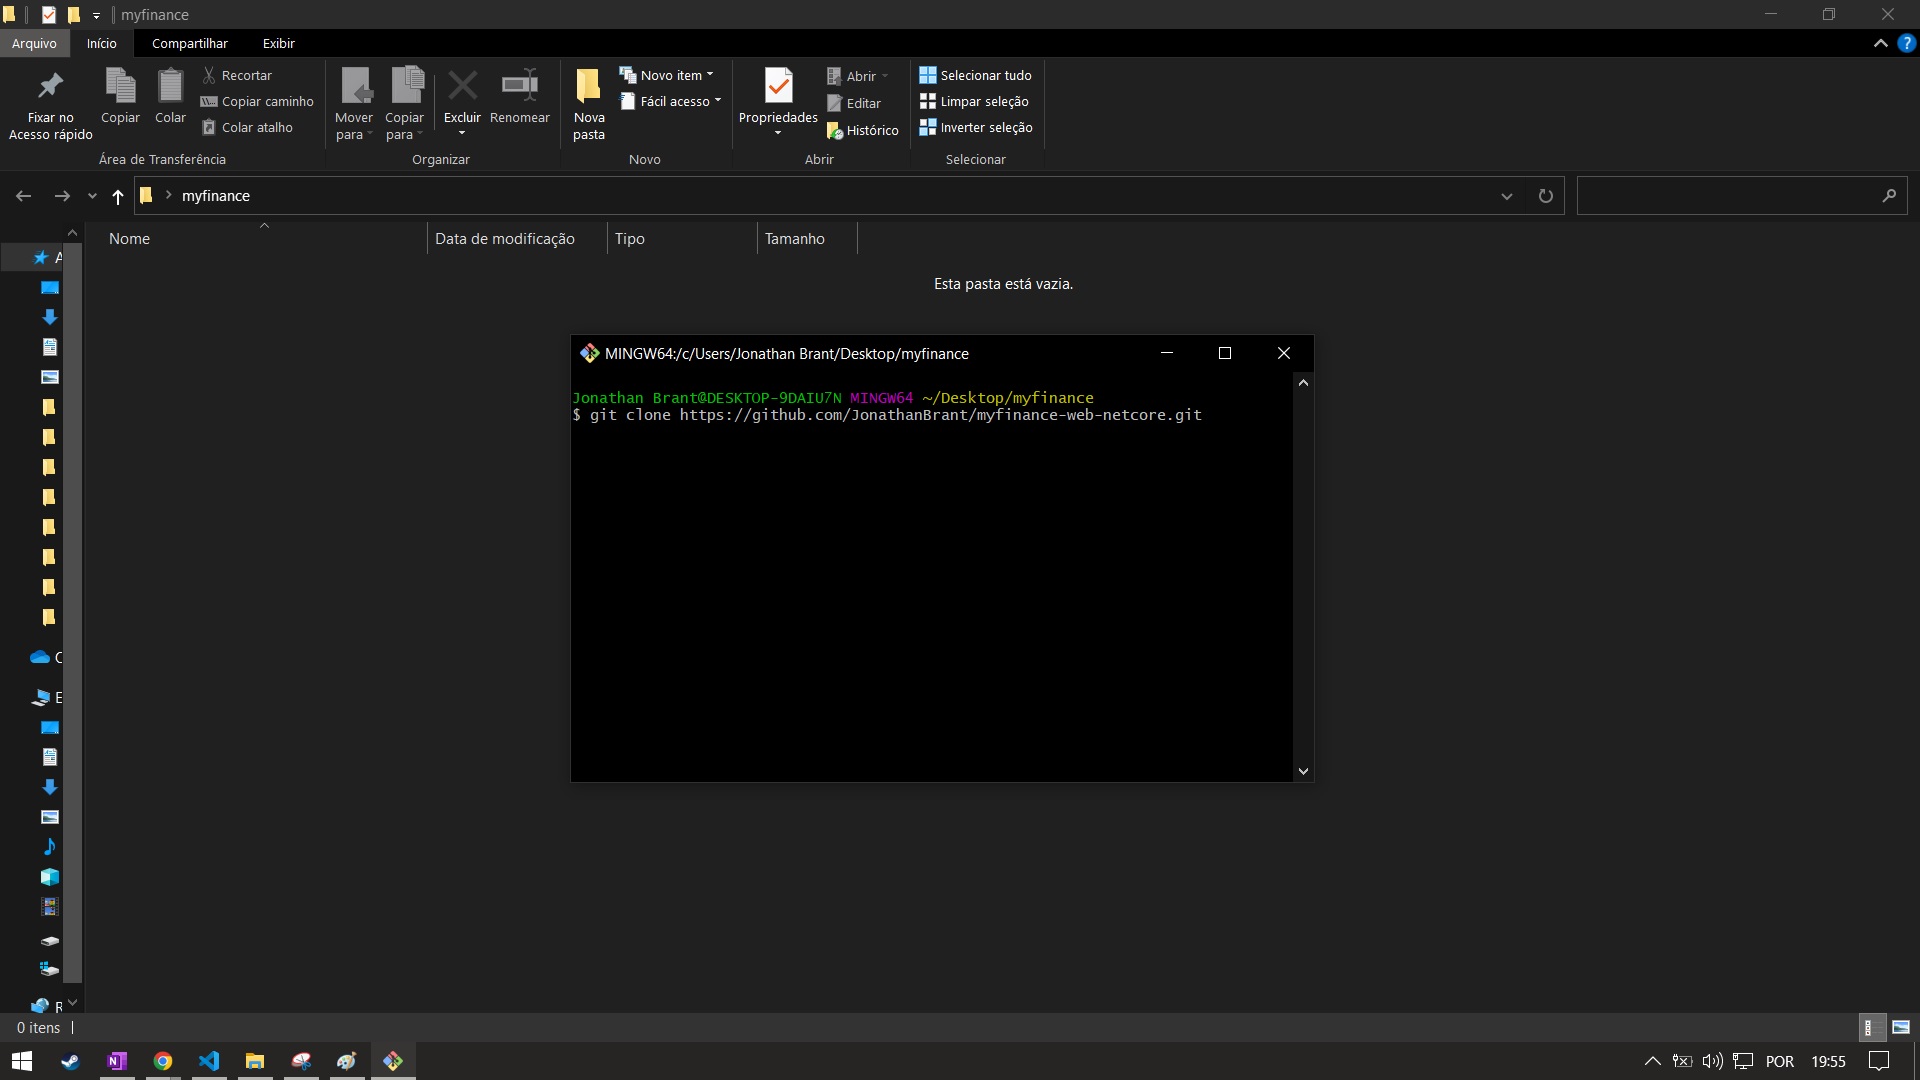 myfinance
Arquivo Início Compartilhar Exibir
Fixar no
Acesso rápido
Copiar
Colar
Recortar
Copiar caminho
Colar atalho
Área de Transferência
Mover
para
Copiar
para
Excluir
Renomear
Organizar
Nova
pasta
Novo item
Fácil acesso
Novo
Propriedades
Abrir
Editar
Histórico
Abrir
Selecionar tudo
Limpar seleção
Inverter seleção
Selecionar
myfinance
Nome Data de modificação Tipo Tamanho
Esta pasta está vazia.
MINGW64:/c/Users/Jonathan Brant/Desktop/myfinance
Jonathan Brant@DESKTOP-9DAIU7N MINGW64 ~/Desktop/myfinance
$ git clone https://github.com/JonathanBrant/myfinance-web-netcore.git
0 itens
POR 19:55